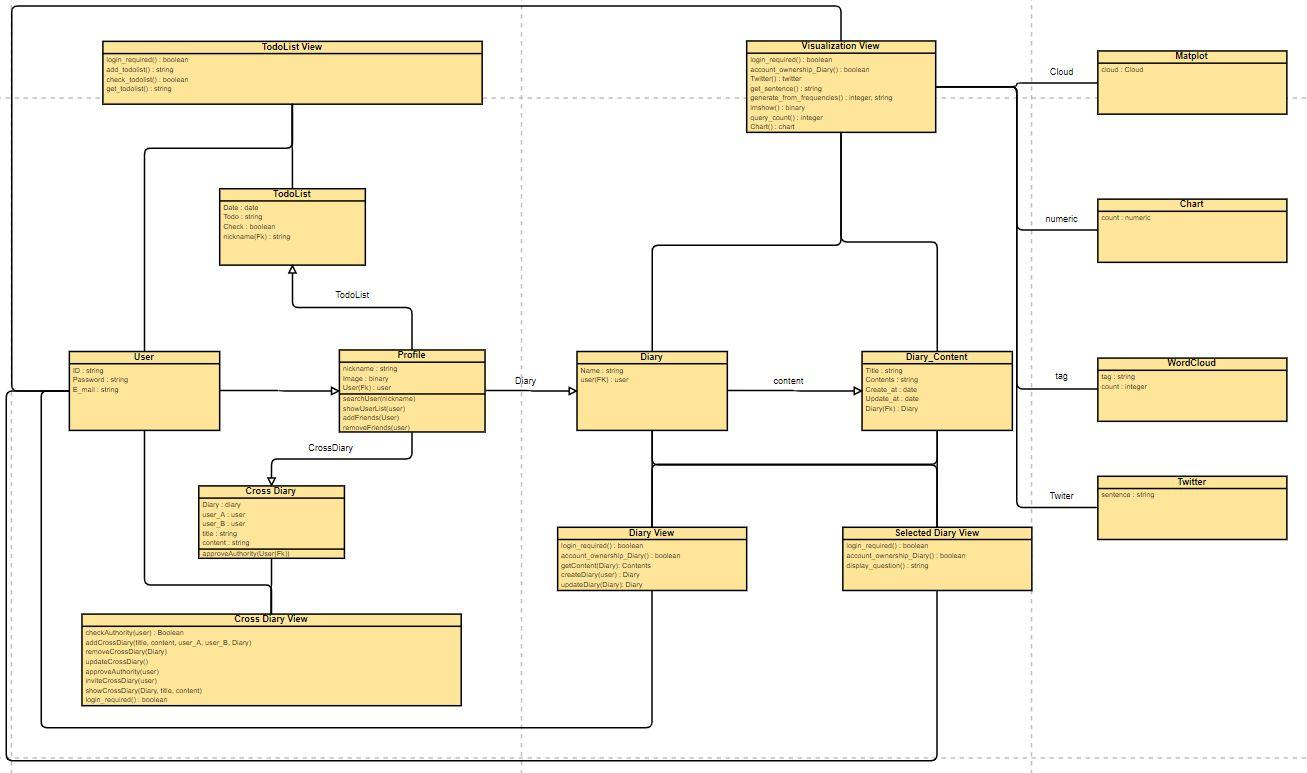 TodoList View
login_required() : boolean
add_todolist() : string
check_todolist() : boolean
get_todolist() : string
Visualization View
login_required() : boolean
account_ownership_Diary() : boolean
Twitter() : twitter
get_sentence() : string
generate_from_frequencies() : integer, string
imshow() : binary
query_count() : integer
Chart() : chart
Cloud
Matplot
cloud : Cloud
TodoList
Date : date
Todo : string
Check : boolean
nickname(Fk) : string
numeric
Chart
count : numeric
TodoList
User
ID : string
Password : string
E_mail : string
Profile
nickname : string
Image : binary
User(Fk) : user
searchUser(nickname)
showUserList(user)
addFriends(User)
removeFriends(user)
Diary
Diary
Name : string
user(FK) : user
content
Diary_Content
Title : string
Contents : string
Create_at : date
Update_at : date
Diary(Fk) : Diary
tag
WordCloud
tag : string
count : integer
CrossDiary
Cross Diary
Diary : diary
user_A : user
user_B : user
title : string
content : string
approveAuthority(User(Fk))
Twiter
Twitter
sentence : string
Diary View
login_required() : boolean
account_ownership_Diary() : boolean
getContent(Diary): Contents
createDiary(user) : Diary
updateDiary(Diary): Diary
Selected Diary View
login_required() : boolean
account_ownership_Diary() : boolean
display_question() : string
Cross Diary View
checkAuthority(user) : Boolean
addCrossDiary(title, content, user_A, user_B, Diary)
removeCrossDiary(Diary)
updateCrossDiary()
approveAuthority(user)
inviteCrossDiary(user)
showCrossDiary(Diary, title, content)
login_required() : boolean